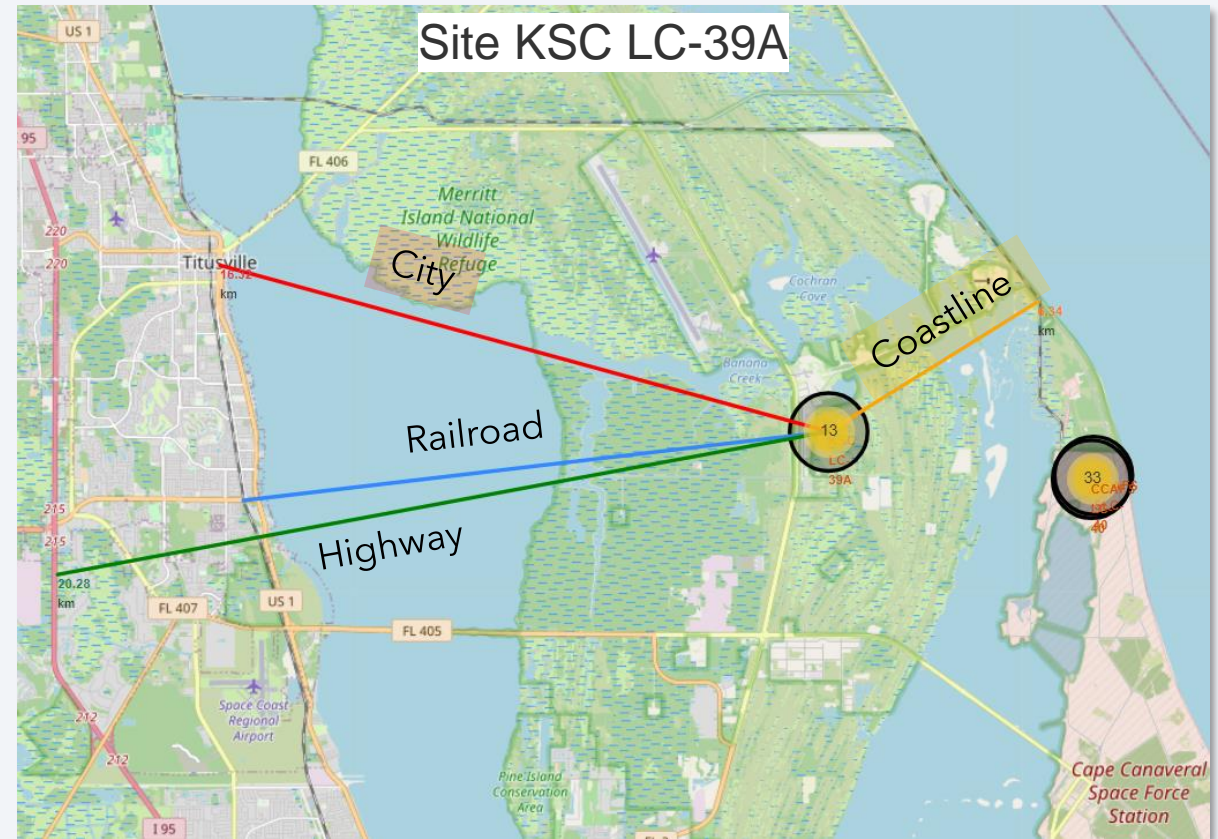 Site KSC LC-39A
US 1
95
FL 406
Merritt
Island National
Wildlife
Refuge
220
220
Titusville
16.32
km
City
Cochran
Cove
Coastline
6.34
km
Banana
Creek
13
LC
39A
Railroad
33
215
215
Highway
20.28
km
FL 407
US 1
FL 405
Space Coast
Regional
Airport
212
212
Pine Island
Conservation
Area
Cape Canaveral
Space Force
Station
I 95
40